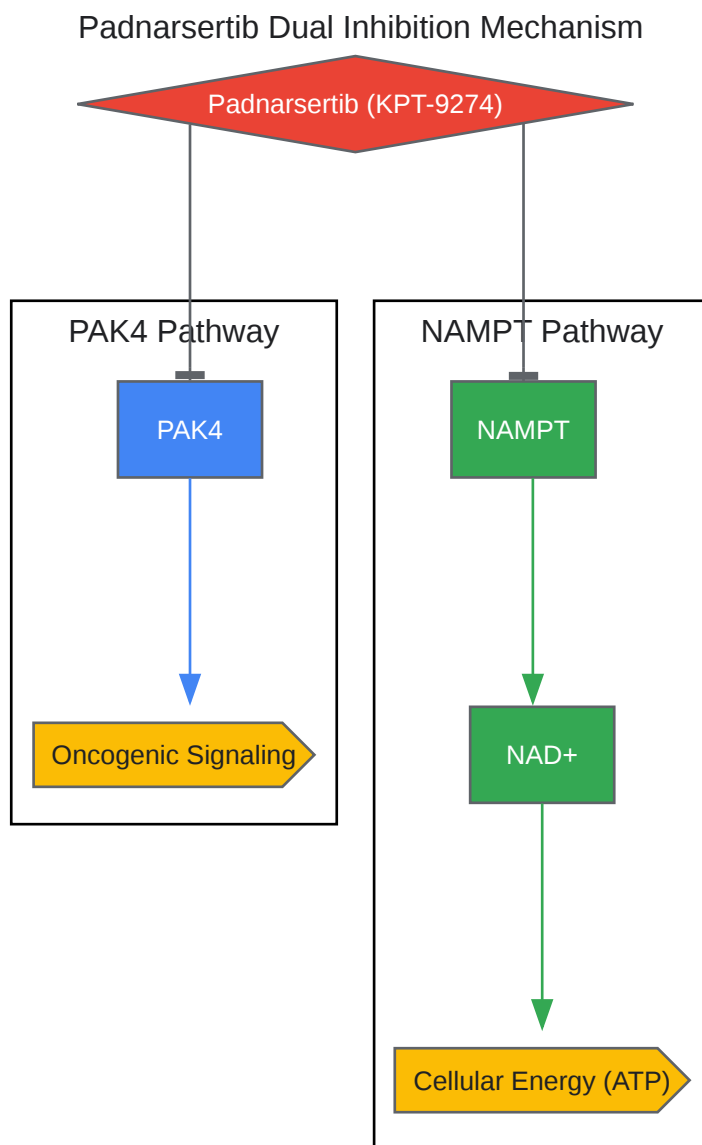 Padnarsertib Dual Inhibition Mechanism
Padnarsertib (KPT-9274)
PAK4 Pathway
NAMPT Pathway
PAK4
NAMPT
Oncogenic Signaling
NAD+
Cellular Energy (ATP)